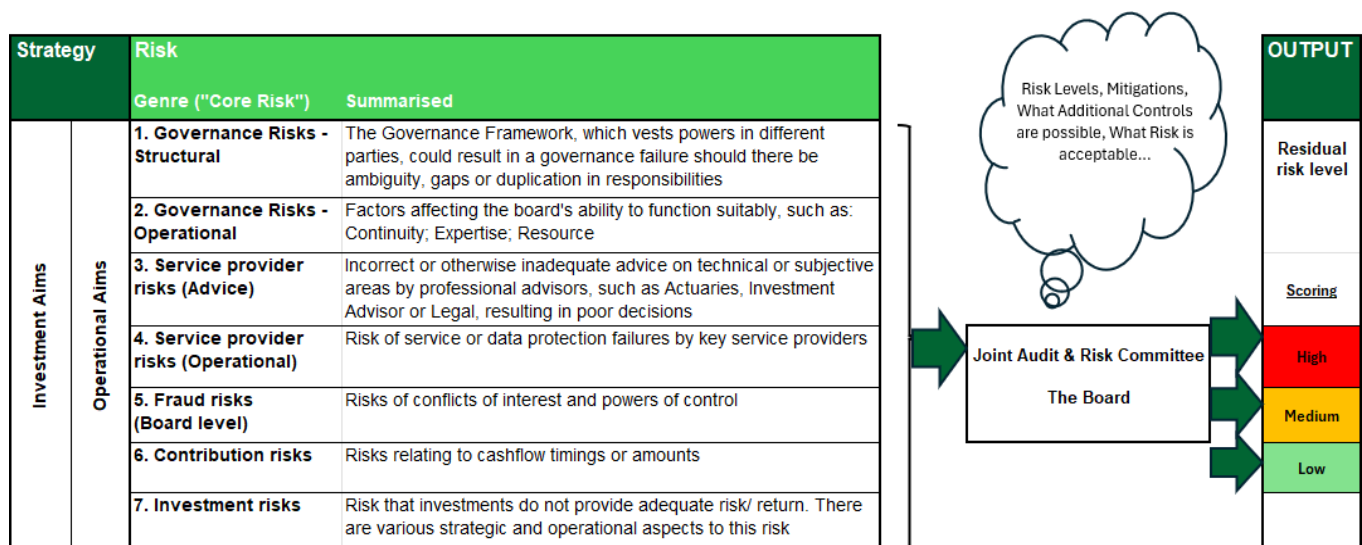 Strategy
Risk
Genre ("Core Risk")
Summarised
Investment Aims
Operational Aims
1. Governance Risks -
Structural
The Governance Framework, which vests powers in different
parties, could result in a governance failure should there be
ambiguity, gaps or duplication in responsibilities
2. Governance Risks -
Operational
Factors affecting the board's ability to function suitably, such as:
Continuity; Expertise; Resource
3. Service provider
risks (Advice)
Incorrect or otherwise inadequate advice on technical or subjective
areas by professional advisors, such as Actuaries, Investment
Advisor or Legal, resulting in poor decisions
4. Service provider
risks (Operational)
Risk of service or data protection failures by key service providers
5. Fraud risks
(Board level)
Risks of conflicts of interest and powers of control
6. Contribution risks
Risks relating to cashflow timings or amounts
7. Investment risks
Risk that investments do not provide adequate risk/ return. There
are various strategic and operational aspects to this risk
Risk Levels, Mitigations,
What Additional Controls
are possible, What Risk is
acceptable...
Joint Audit & Risk Committee
The Board
OUTPUT
Residual
risk level
Scoring
High
Medium
Low